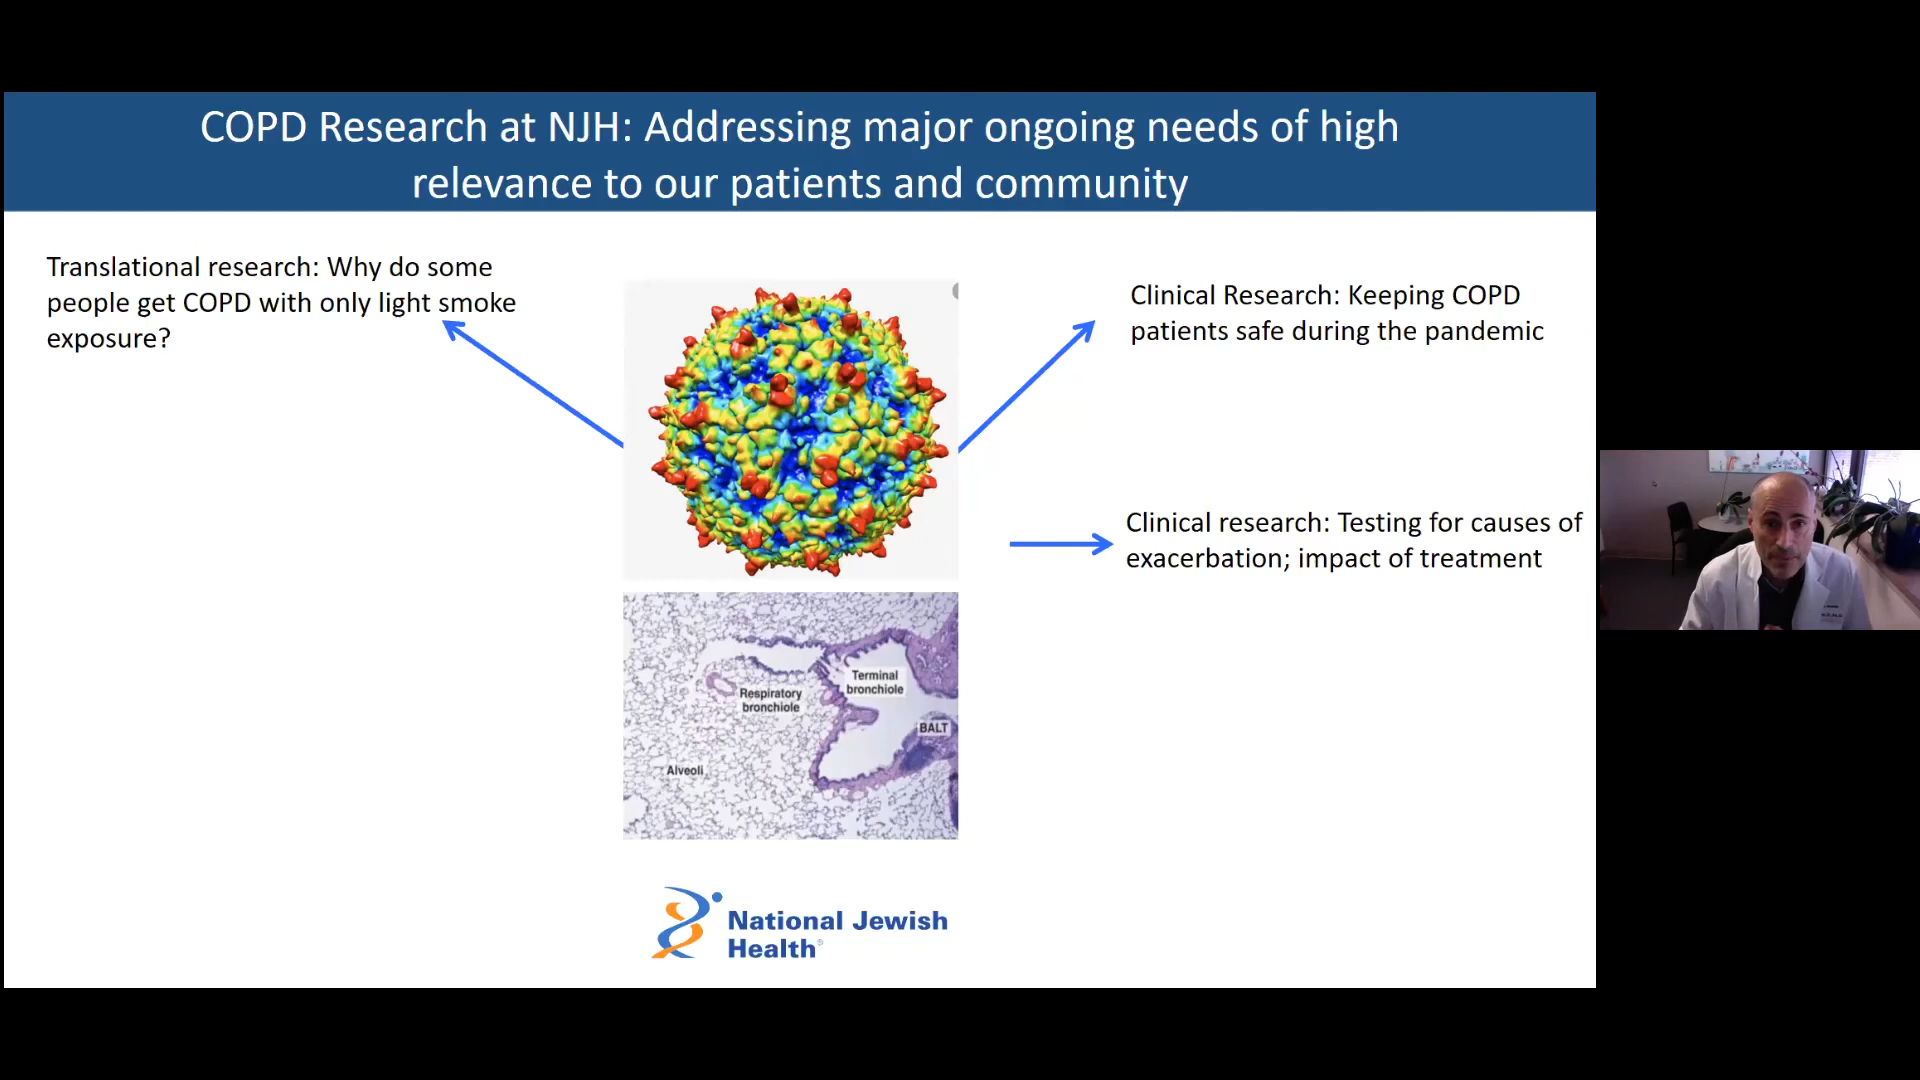 COPD Research at NJH: Addressing major ongoing needs of high
relevance to our patients and community
Translational research: Why do some
people get COPD with only light smoke
exposure?
Clinical Research: Keeping COPD
patients safe during the pandemic
Clinical research: Testing for causes of
exacerbation; impact of treatment
Terminal
bronchiole
Respiratory
bronchiole
BALT
Alveoli
National Jewish
Health®